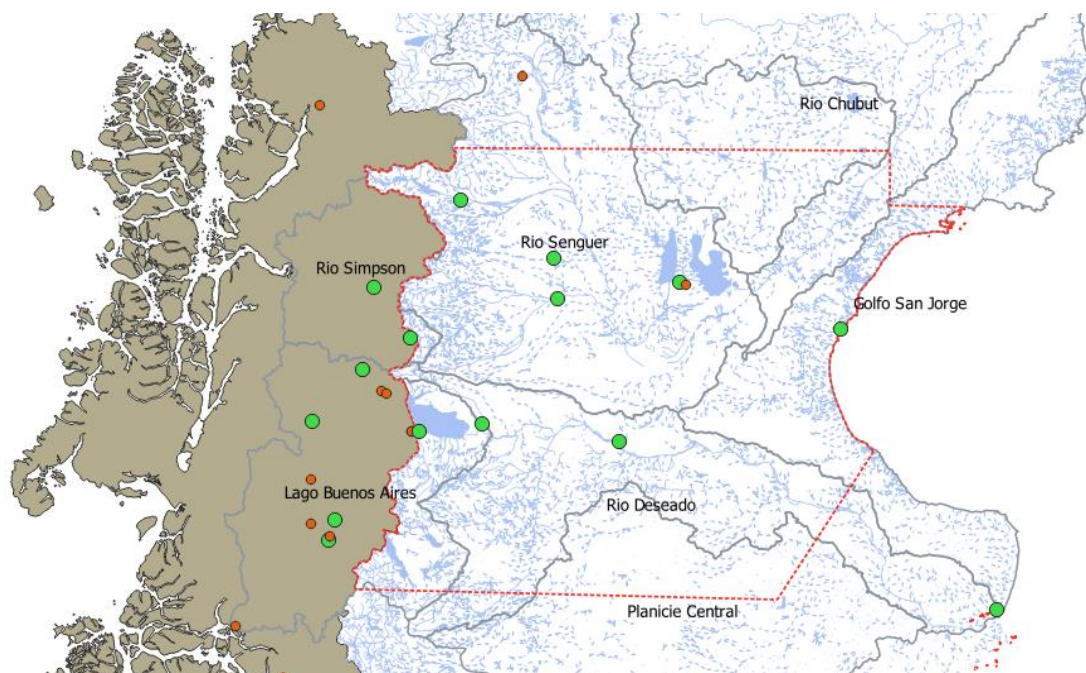 Rio Chubut
Rio Senguer
Rio Simpson
Golfo San Jorge
Lago Buenos Aires
Rio Deseado
Planicie Central